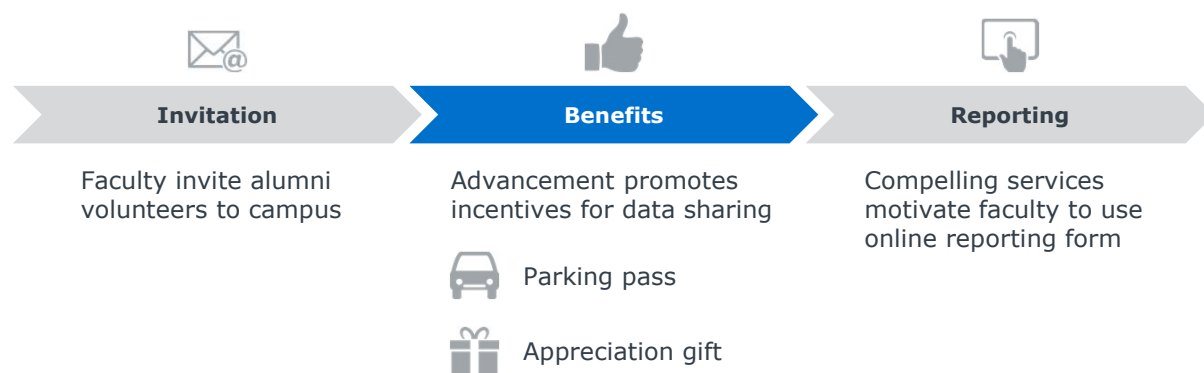 @
Invitation
Benefits
Reporting
Faculty invite alumni
volunteers to campus
Advancement promotes
incentives for data sharing
Parking pass
Appreciation gift
Compelling services
motivate faculty to use
online reporting form